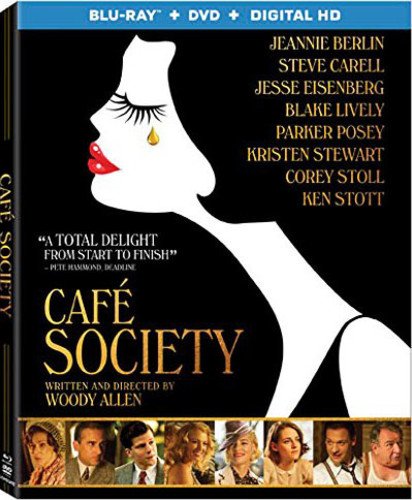 BLU-RAY™ + DVD + DIGITAL HD
JEANNIE BERLIN
STEVE CARELL
JESSE EISENBERG
BLAKE LIVELY
PARKER POSEY
KRISTEN STEWART
COREY STOLL
KEN STOTT
"A TOTAL DELIGHT
FROM START TO FINISH"
– PETE HAMMOND, DEADLINE
CAFÉ
SOCIETY
WRITTEN AND DIRECTED BY
WOODY ALLEN
CAFÉ SOCIETY